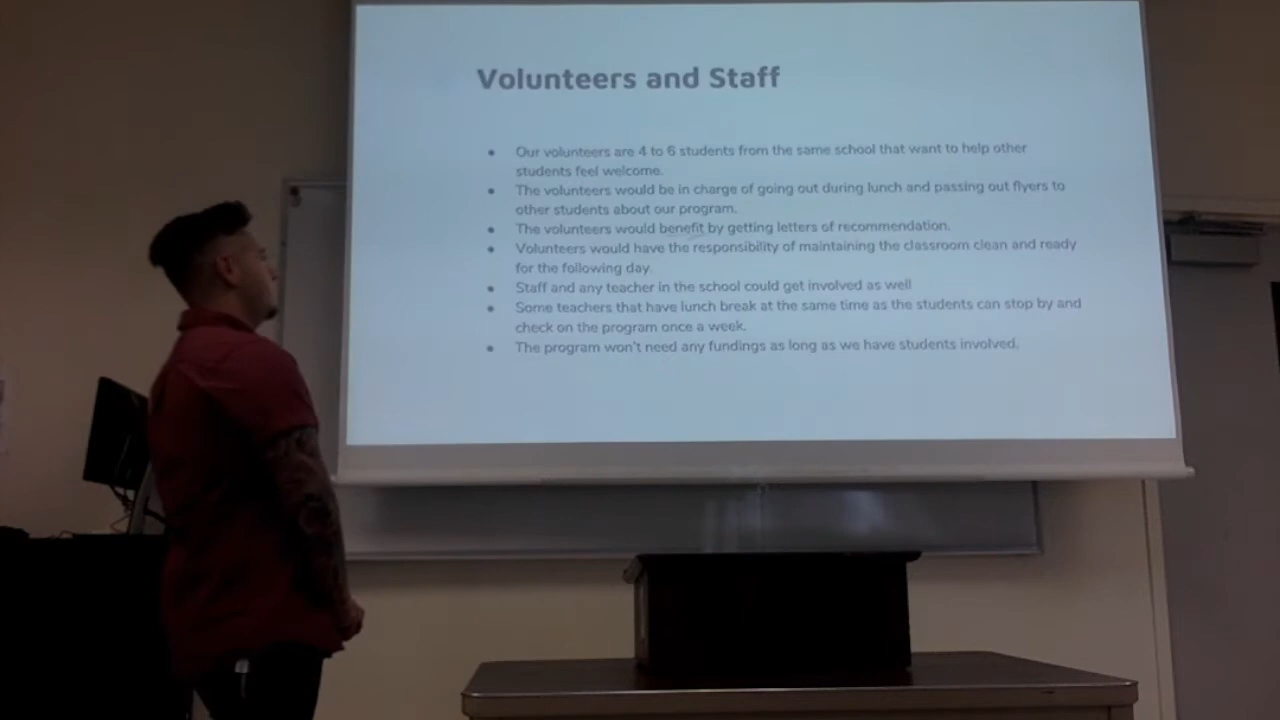 Volunteers and Staff
• Our volunteers are 4 to 6 students from the same school that want to help other
students feel welcome.
• The volunteers would be in charge of going out during lunch and passing out flyers to
other students about our program.
• The volunteers would benefit by getting letters of recommendation.
• Volunteers would have the responsibility of maintaining the classroom clean and ready
for the following day.
• Staff and any teacher in the school could get involved as well
• Some teachers that have lunch break at the same time as the students can stop by and
check on the program once a week.
• The program won't need any fundings as long as we have students involved.